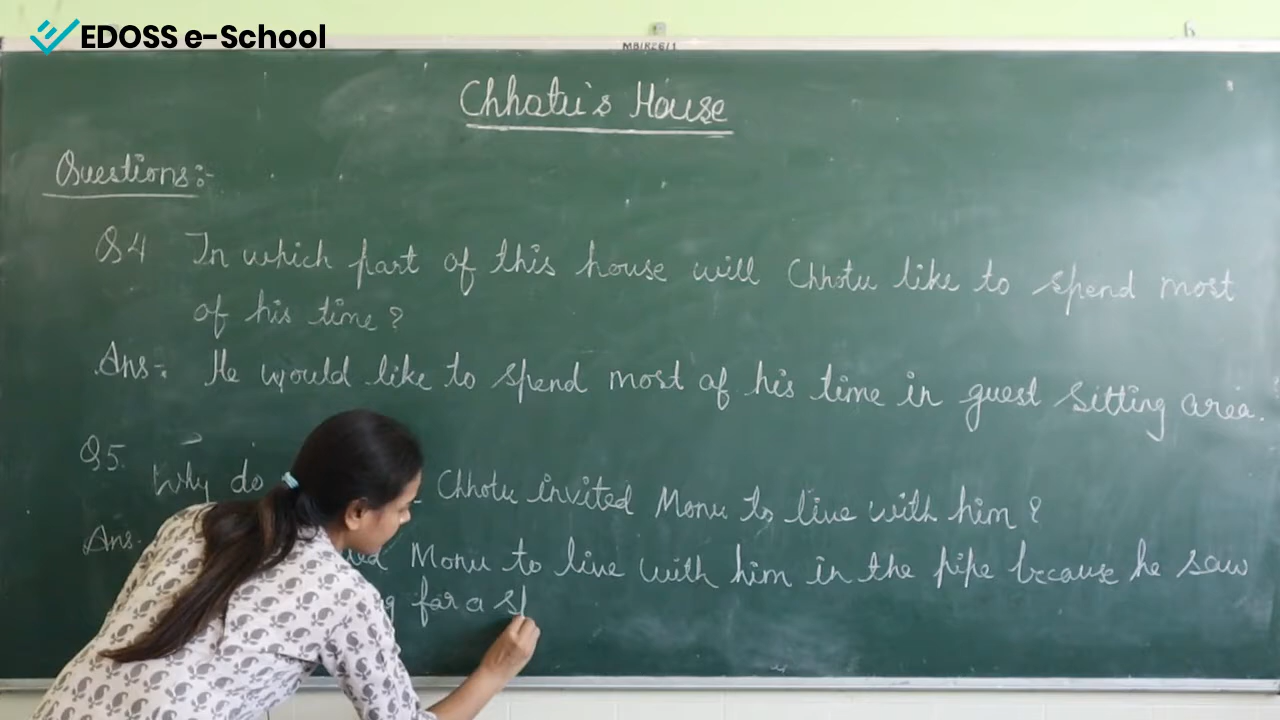 EDOSS e-School
MB/R26/1
Chhotu's House
Questions:-
Q4 In which part of this house will Chhotu like to spend most
of his time?
Ans-: He would like to spend most of his time in guest sitting area.
Q5.
Why do Chhotu invited Monu to live with him?
Ans- Monu to live with him in the pipe because he saw
for a